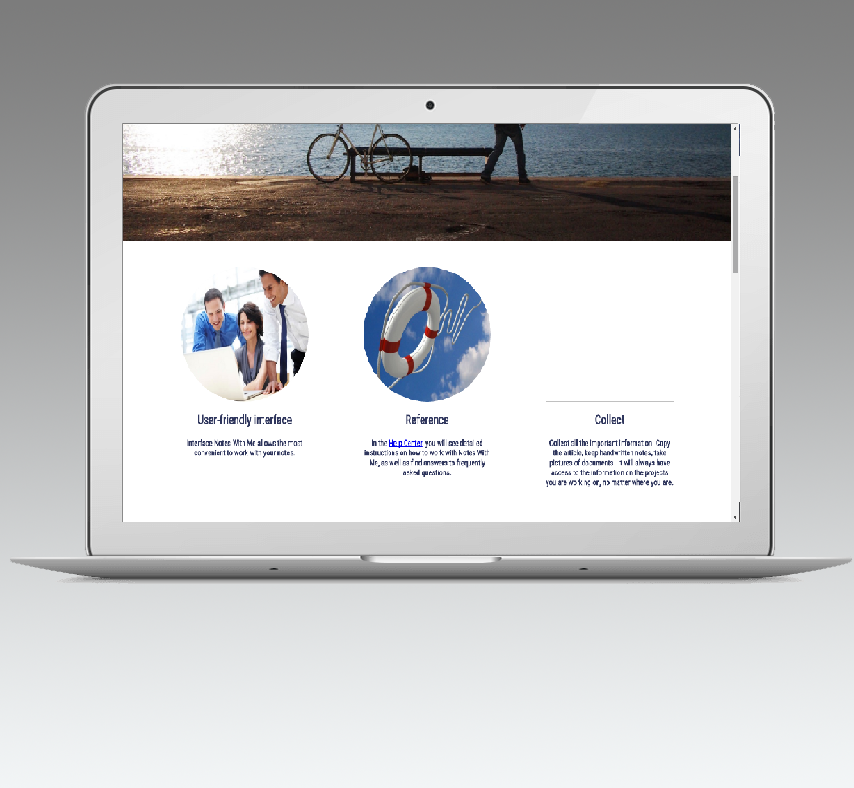 User-friendly interface
Interface Notes With Me allows the most
convenient to work with your notes.
Reference
In the Help Center you will see detailed
instructions on how to work with Notes With
Me, as well as find answers to frequently
asked questions.
Collect
Collect all the important information. Copy
the article, keep handwritten notes, take
pictures of documents. It will always have
access to the information on the projects
you are working on, no matter where you are.